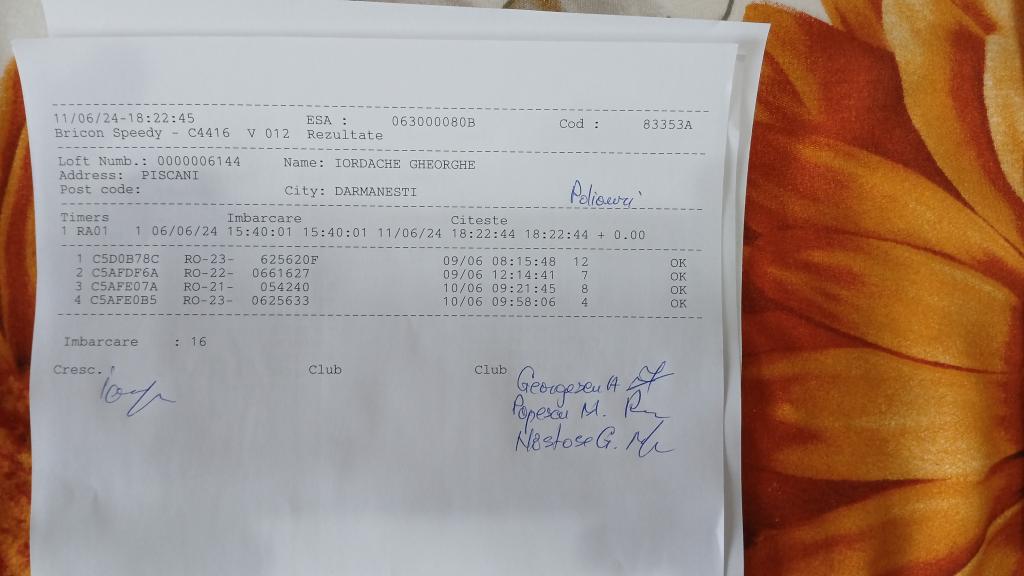 11/06/24-18:22:45 ESA : 063000080B Cod : 83353A
Bricon Speedy - C4416 V 012 Rezultate
Loft Numb.: 0000006144 Name: IORDACHE GHEORGHE
Address: PISCANI
Post code: City: DARMANESTI
Timers Imbarcare Citeste
1 RA01 1 06/06/24 15:40:01 15:40:01 11/06/24 18:22:44 18:22:44 + 0.00
1 C5D0B78C RO-23- 625620F 09/06 08:15:48 12 OK
2 C5AFDF6A RO-22- 0661627 09/06 12:14:41 7 OK
3 C5AFE07A RO-21- 054240 10/06 09:21:45 8 OK
4 C5AFE0B5 RO-23- 0625633 10/06 09:58:06 4 OK
Imbarcare : 16
Cresc. Club Club
Popescu M.